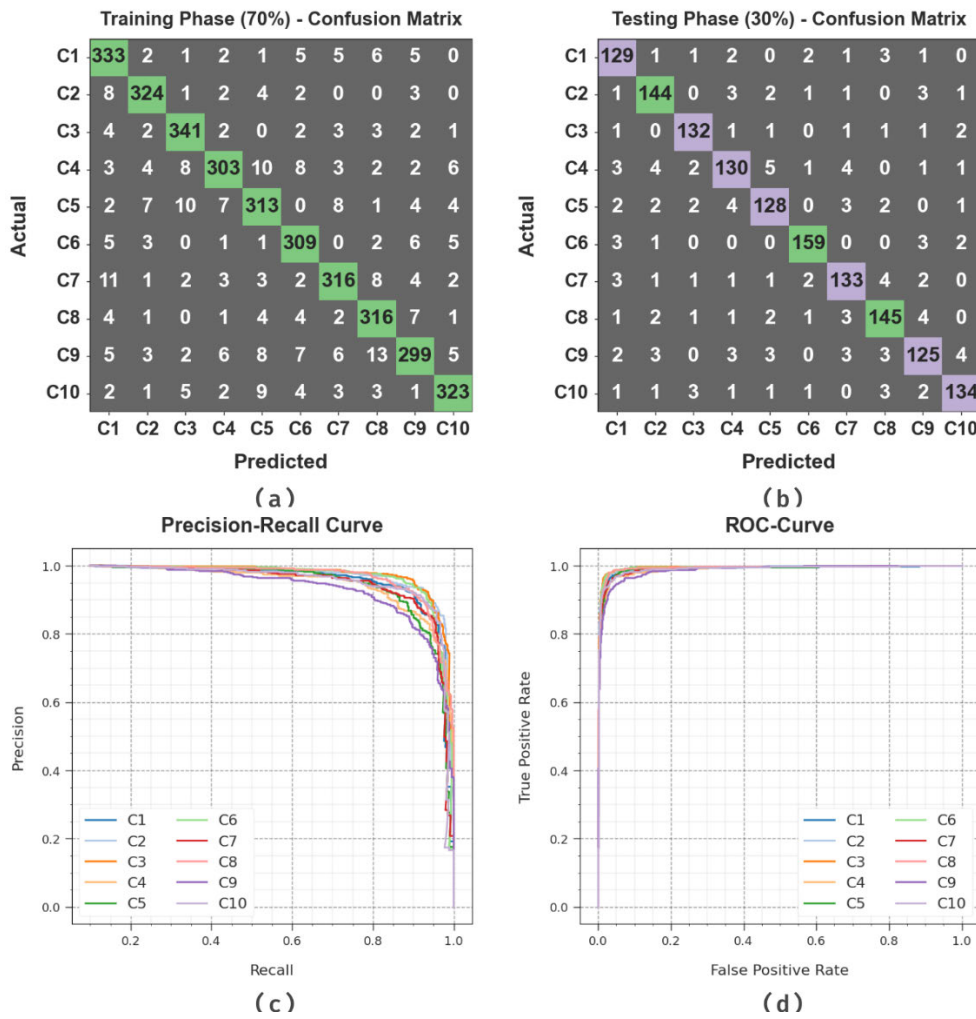 Training Phase (70%) - Confusion Matrix
C1 333 2 1 2 1 5 5 6 5 0
C2 8 324 1 2 4 2 0 0 3 0
C3 4 2 341 2 0 2 3 3 2 1
C4 3 4 8 303 10 8 3 2 2 6
C5 2 7 10 7 313 0 8 1 4 4
C6 5 3 0 1 1 309 0 2 6 5
C7 11 1 2 3 3 2 316 8 4 2
C8 4 1 0 1 4 4 2 316 7 1
C9 5 3 2 6 8 7 6 13 299 5
C10 2 1 5 2 9 4 3 3 1 323
C1 C2 C3 C4 C5 C6 C7 C8 C9 C10
Actual
Predicted
(a)
Testing Phase (30%) - Confusion Matrix
C1 129 1 1 2 0 2 1 3 1 0
C2 1 144 0 3 2 1 1 0 3 1
C3 1 0 132 1 1 0 1 1 1 2
C4 3 4 2 130 5 1 4 0 1 1
C5 2 2 2 4 128 0 3 2 0 1
C6 3 1 0 0 0 159 0 0 3 2
C7 3 1 1 1 1 2 133 4 2 0
C8 1 2 1 1 2 1 3 145 4 0
C9 2 3 0 3 3 0 3 3 125 4
C10 1 1 3 1 1 1 0 3 2 134
C1 C2 C3 C4 C5 C6 C7 C8 C9 C10
Actual
Predicted
(b)
Precision-Recall Curve
1.0
0.8
0.6
0.4
0.2
0.0
Precision
C1 C6
C2 C7
C3 C8
C4 C9
C5 C10
0.2 0.4 0.6 0.8 1.0
Recall
(c)
ROC-Curve
1.0
0.8
0.6
0.4
0.2
0.0
True Positive Rate
C1 C6
C2 C7
C3 C8
C4 C9
C5 C10
0.0 0.2 0.4 0.6 0.8 1.0
False Positive Rate
(d)